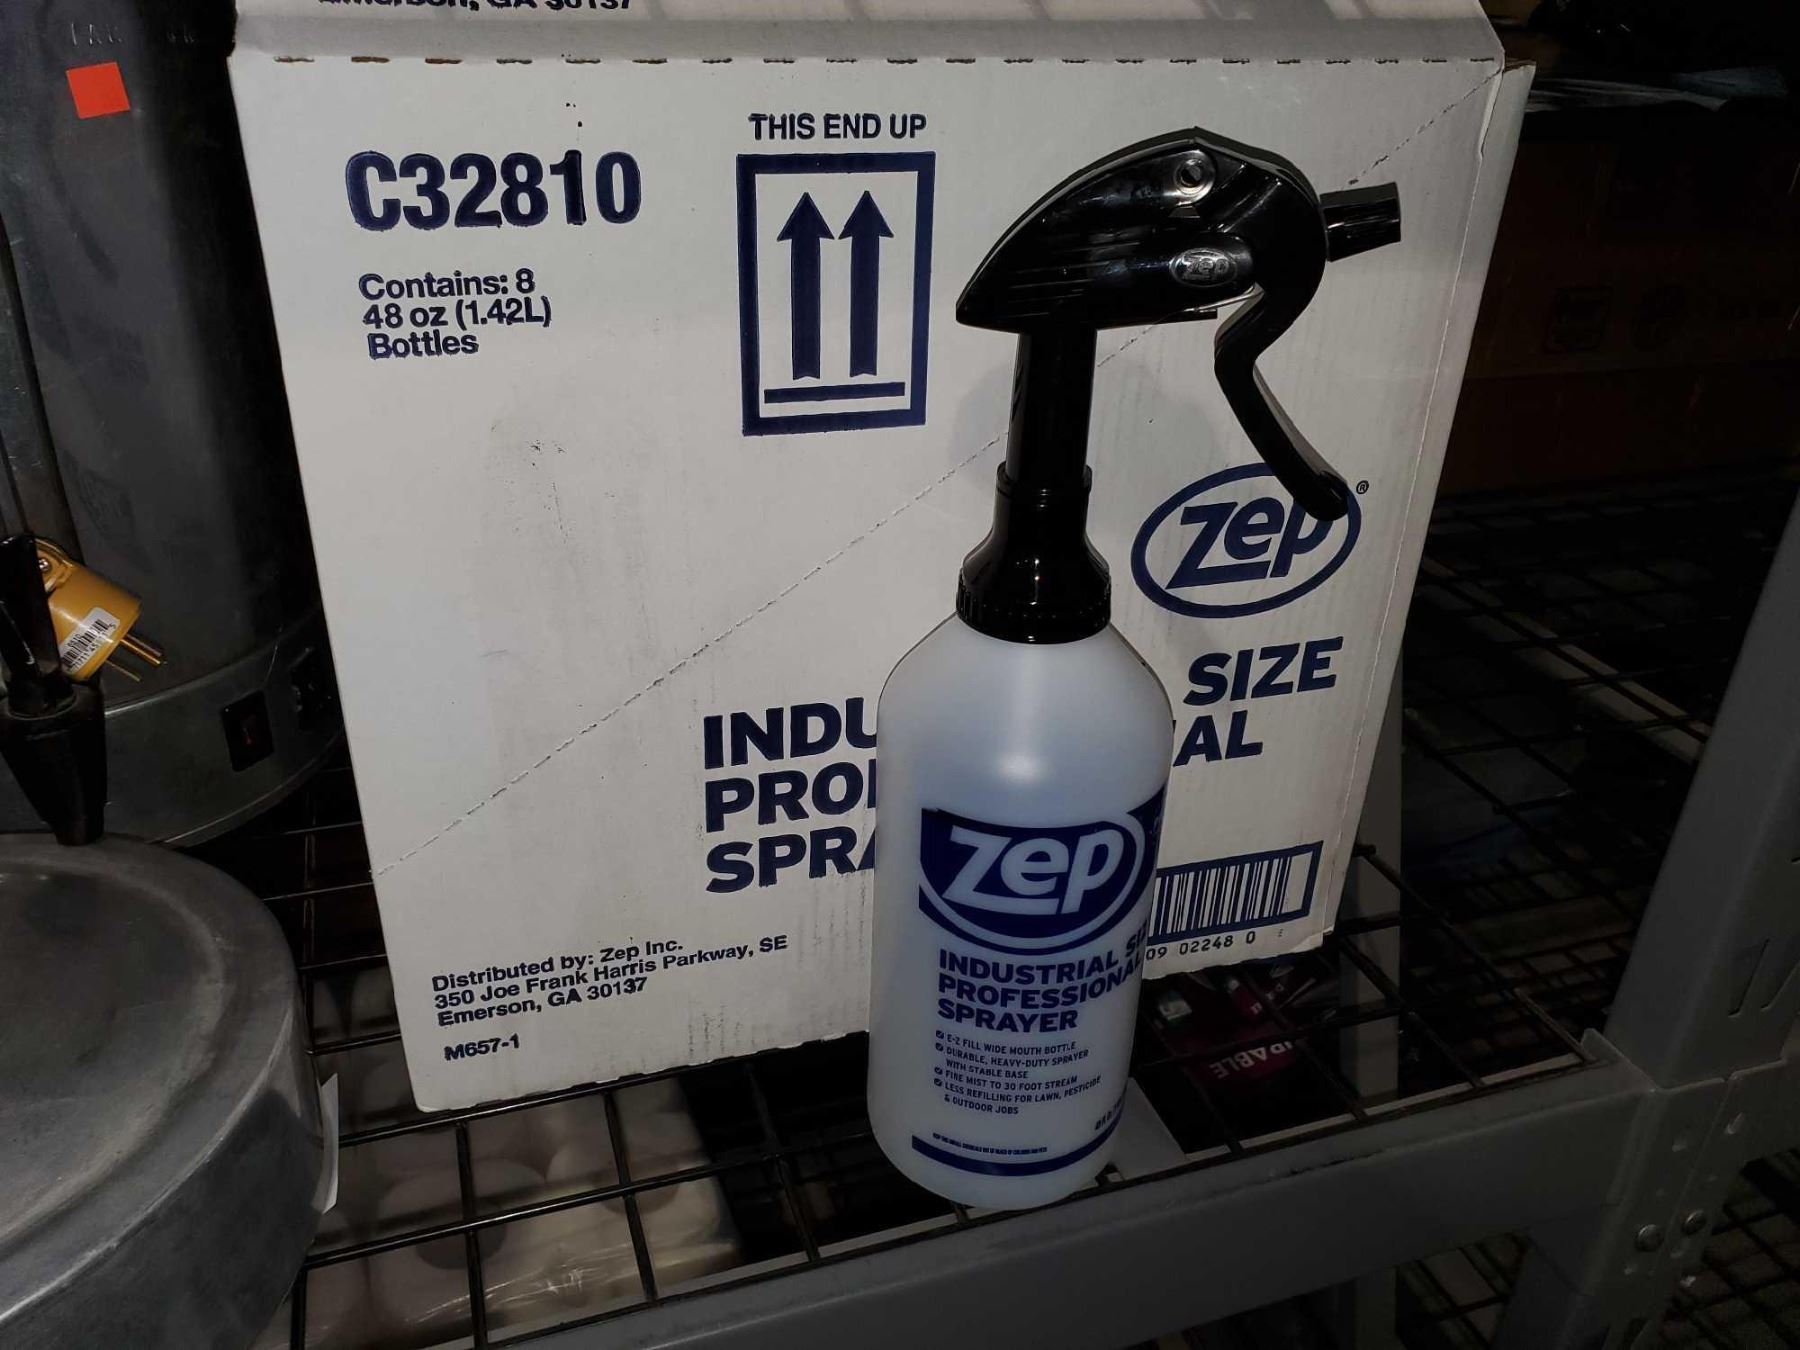 Emerson, GA 30137
C32810
Contains: 8
48 oz (1.42L)
Bottles
THIS END UP
zep
zep®
INDU SIZE
PRO AL
SPRA
Distributed by: Zep Inc.
350 Joe Frank Harris Parkway, SE
Emerson, GA 30137
M657-1
09 02248 0
zep
INDUSTRIAL SIZ
PROFESSIONAL
SPRAYER
E-Z FILL WIDE MOUTH BOTTLE
DURABLE, HEAVY-DUTY SPRAYER
WITH STABLE BASE
FINE MIST TO 30 FOOT STREAM
LESS REFILLING FOR LAWN, PESTICIDE
& OUTDOOR JOBS